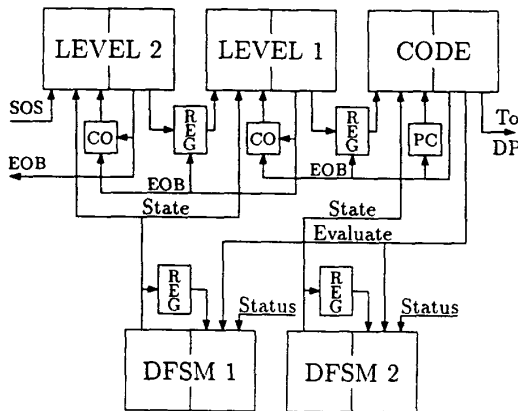 LEVEL 2
LEVEL 1
CODE
SOS
CO
REG
CO
REG
PC
To
DP
EOB
EOB
EOB
State
State
Evaluate
REG
REG
Status
Status
DFSM 1
DFSM 2